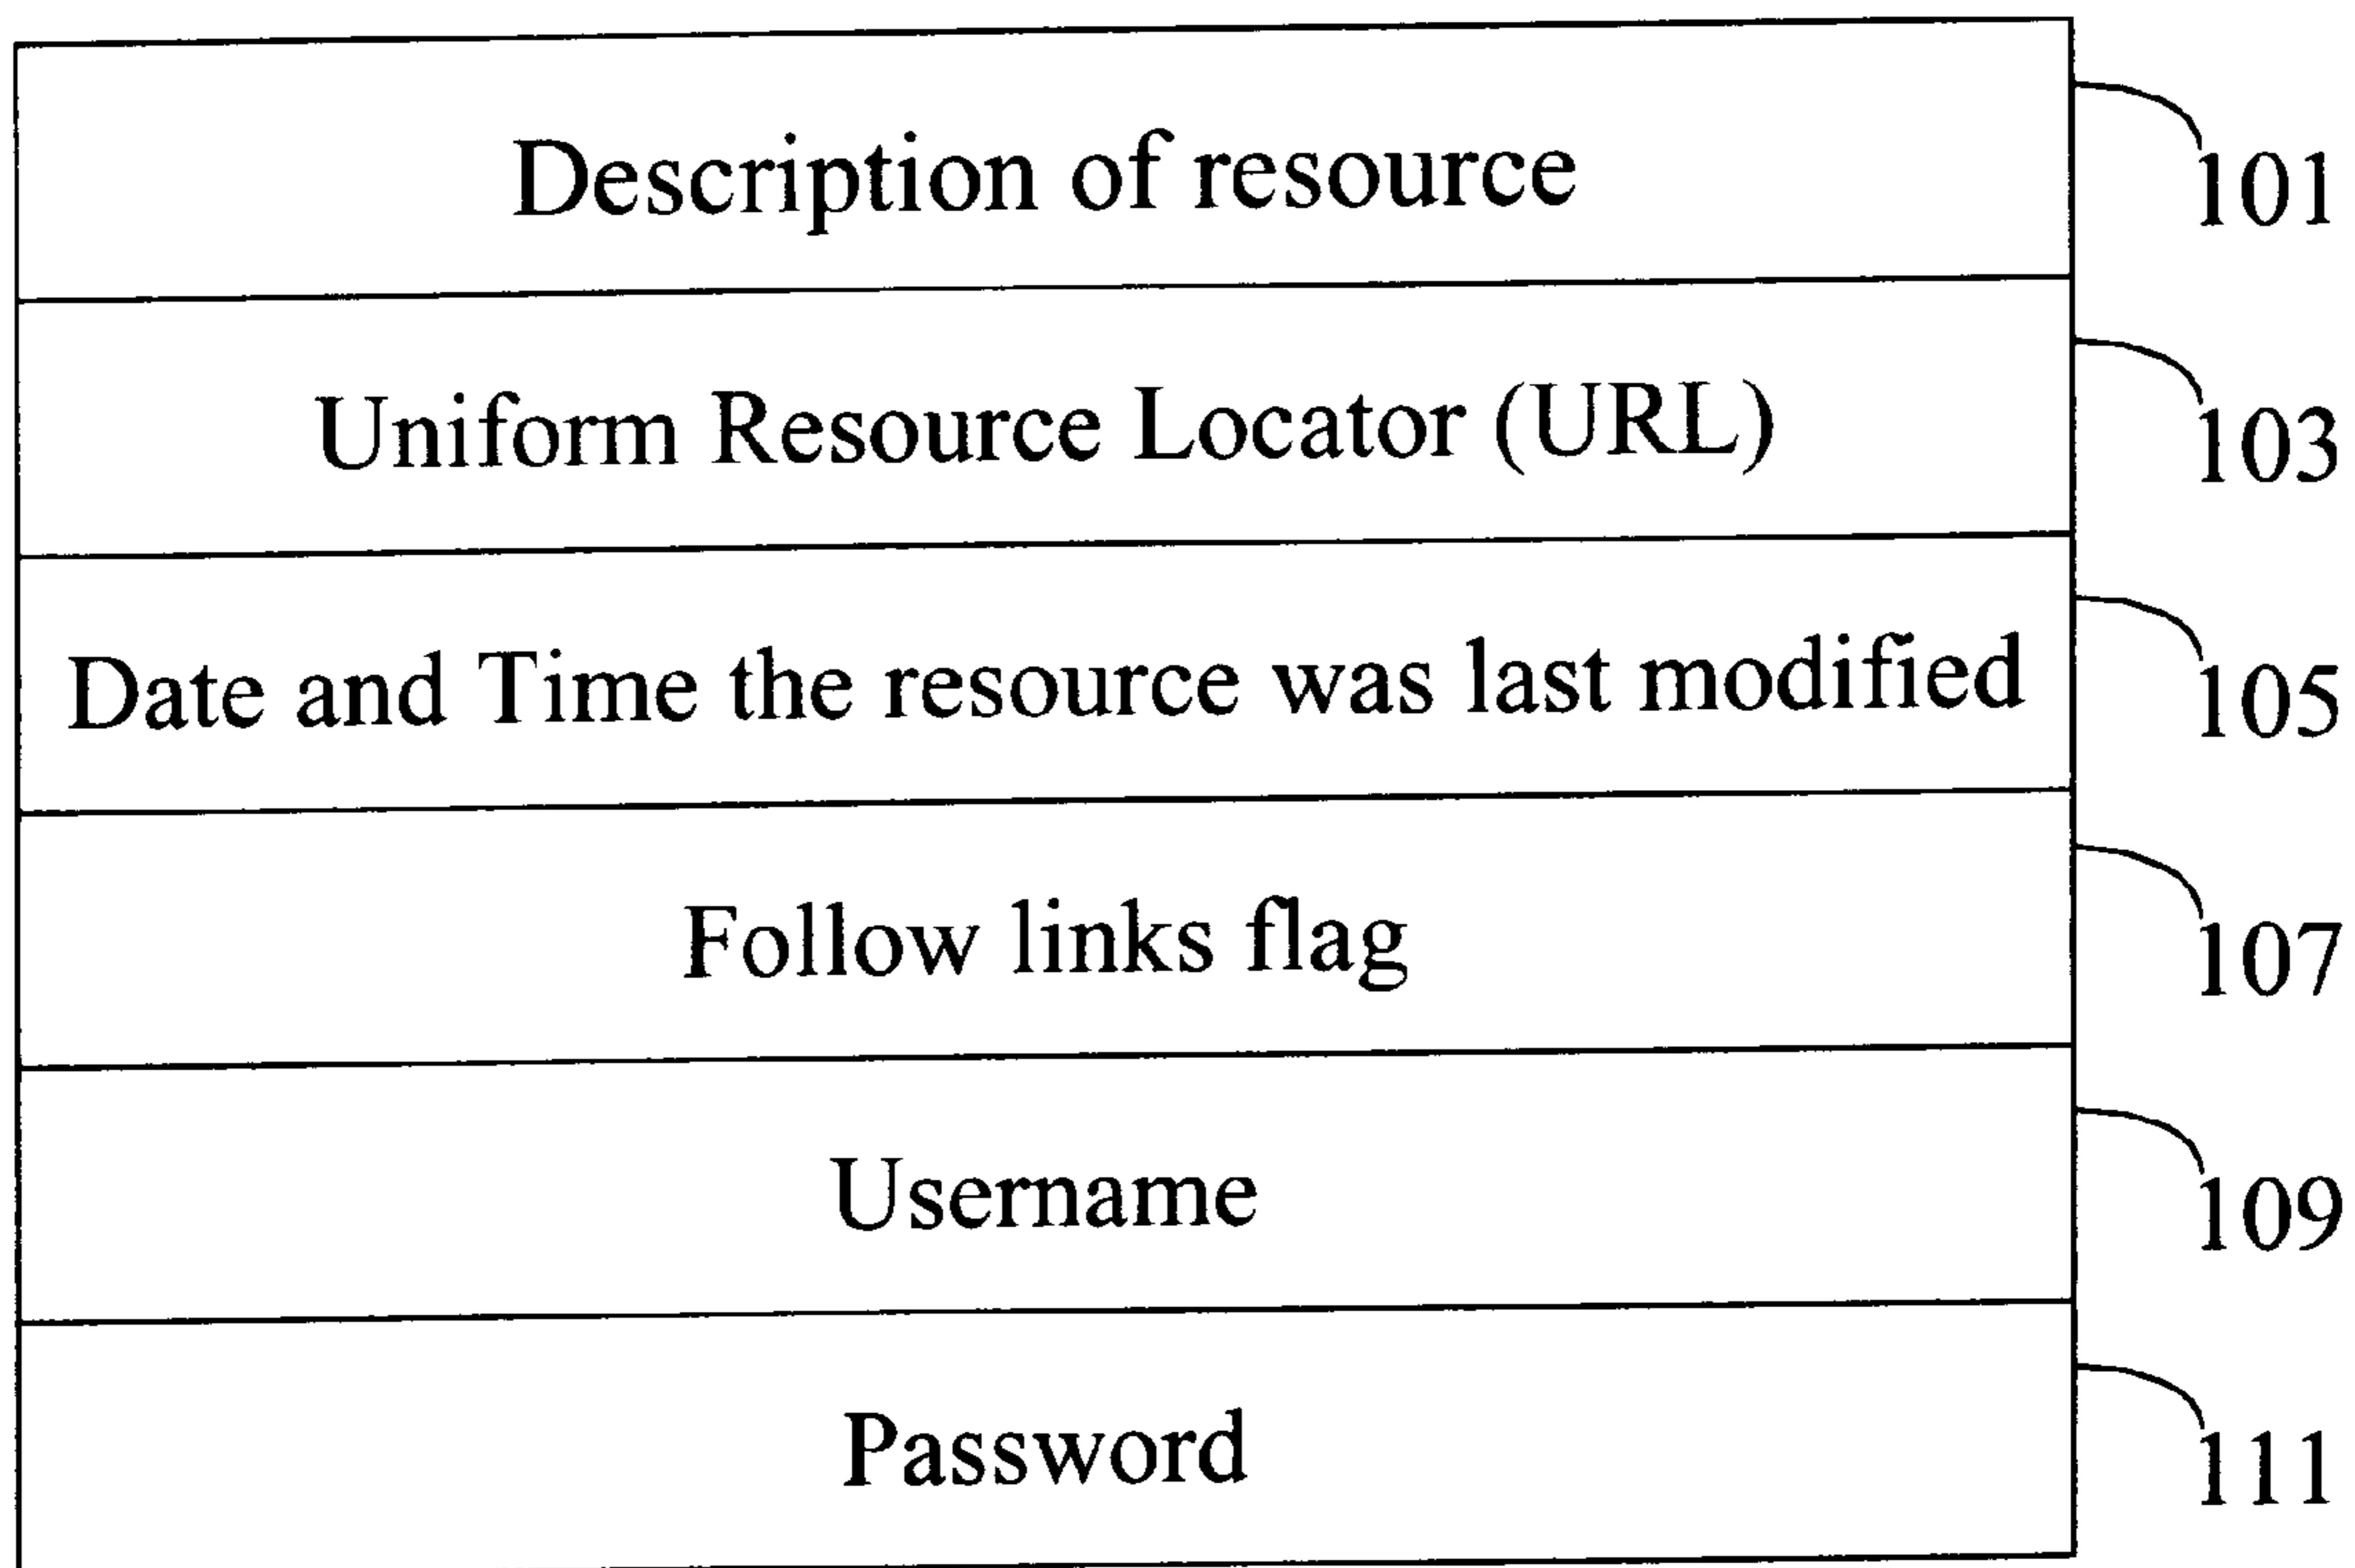 Description of resource 101
Uniform Resource Locator (URL) 103
Date and Time the resource was last modified 105
Follow links flag 107
Username 109
Password 111